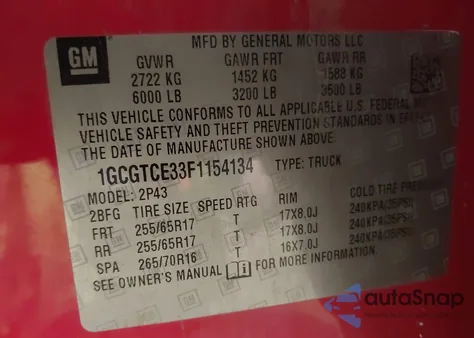 GM
MFD BY GENERAL MOTORS LLC
GVWR GAWR FRT GAWR RR
2722 KG 1452 KG 1588 KG
6000 LB 3200 LB 3500 LB
THIS VEHICLE CONFORMS TO ALL APPLICABLE U.S. FEDERAL
VEHICLE SAFETY AND THEFT PREVENTION STANDARDS IN
THE DATE OF MANUFACTURE SHOWN ABOVE.
1GCGTCE33F1154134 TYPE: TRUCK
MODEL: 2P43
2BFG TIRE SIZE SPEED RTG RIM COLD TIRE
FRT 255/65R17 T 17X8.0J 240KPA/35PSI
RR 255/65R17 T 17X8.0J 240KPA/35PSI
SPA 265/70R16 T 16X7.0J 240KPA/35PSI
SEE OWNER'S MANUAL FOR MORE INFORMATION.
autoSnap